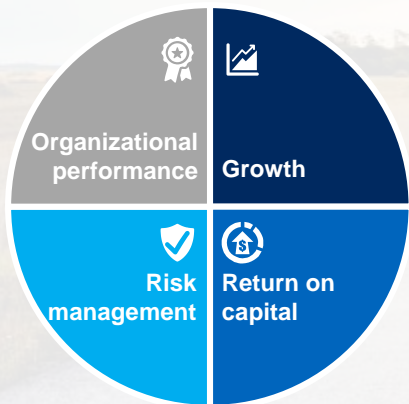 Organizational
performance
Growth
Risk
management
Return on
capital
$